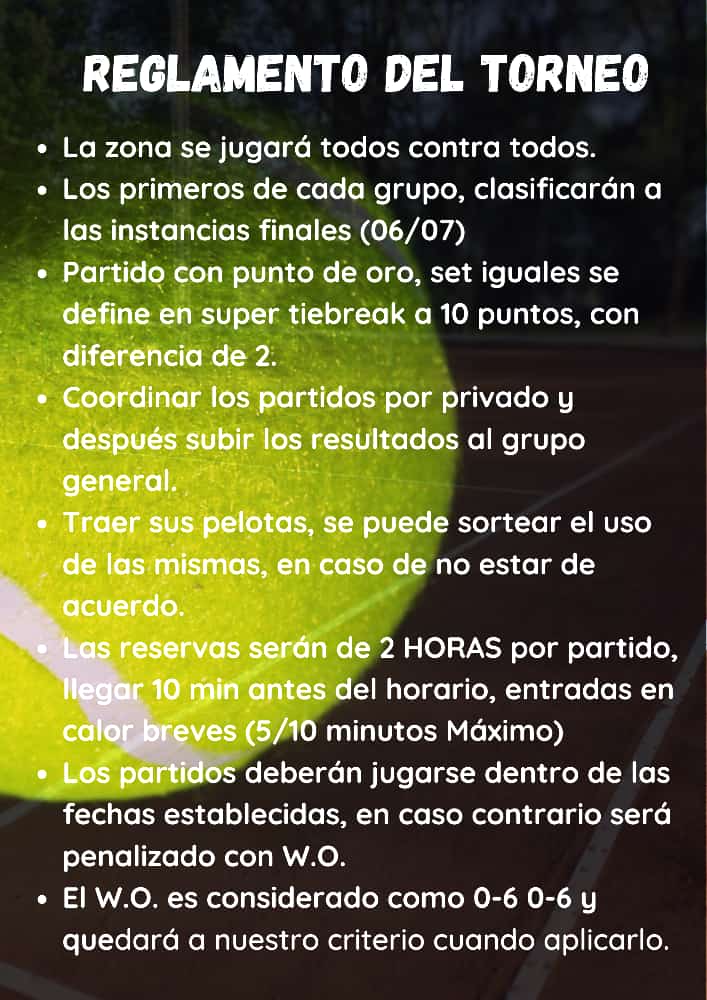 REGLAMENTO DEL TORNEO
• La zona se jugará todos contra todos.
• Los primeros de cada grupo, clasificarán a
las instancias finales (06/07)
• Partido con punto de oro, set iguales se
define en super tiebreak a 10 puntos, con
diferencia de 2.
• Coordinar los partidos por privado y
después subir los resultados al grupo
general.
• Traer sus pelotas, se puede sortear el uso
de las mismas, en caso de no estar de
acuerdo.
• Las reservas serán de 2 HORAS por partido,
llegar 10 min antes del horario, entradas en
calor breves (5/10 minutos Máximo)
• Los partidos deberán jugarse dentro de las
fechas establecidas, en caso contrario será
penalizado con W.O.
• El W.O. es considerado como 0-6 0-6 y
quedará a nuestro criterio cuando aplicarlo.